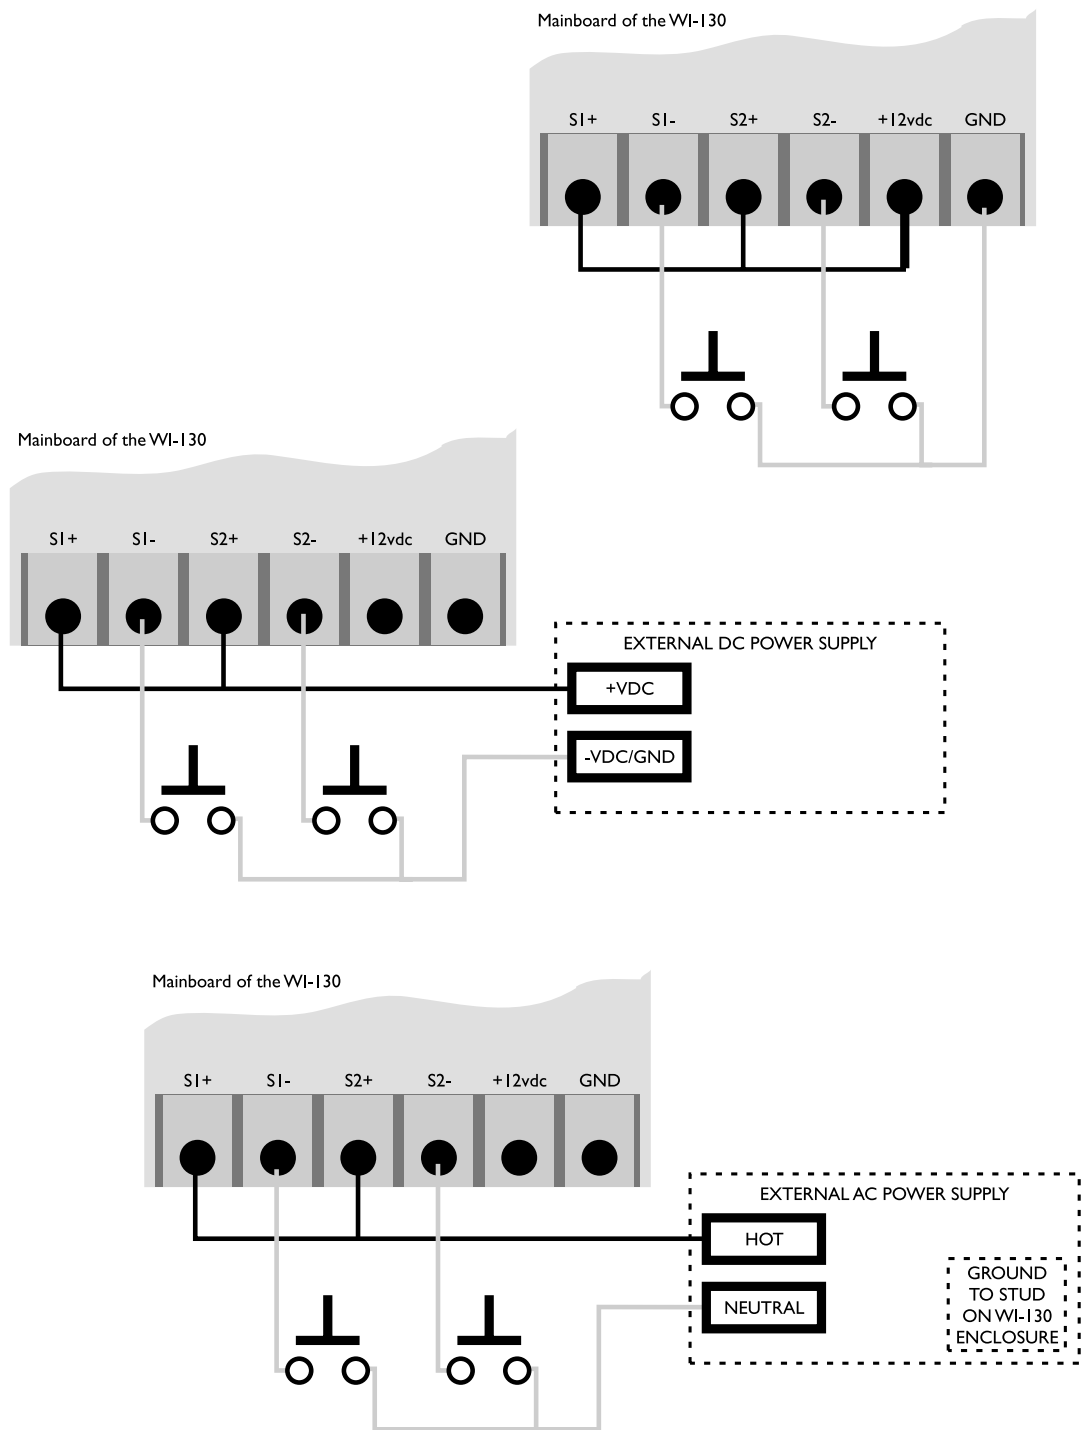 Mainboard of the WI-130
S1+ S1- S2+ S2- +12vdc GND
Mainboard of the WI-130
S1+ S1- S2+ S2- +12vdc GND
EXTERNAL DC POWER SUPPLY
+VDC
-VDC/GND
Mainboard of the WI-130
S1+ S1- S2+ S2- +12vdc GND
EXTERNAL AC POWER SUPPLY
HOT
NEUTRAL
GROUND
TO STUD
ON WI-130
ENCLOSURE